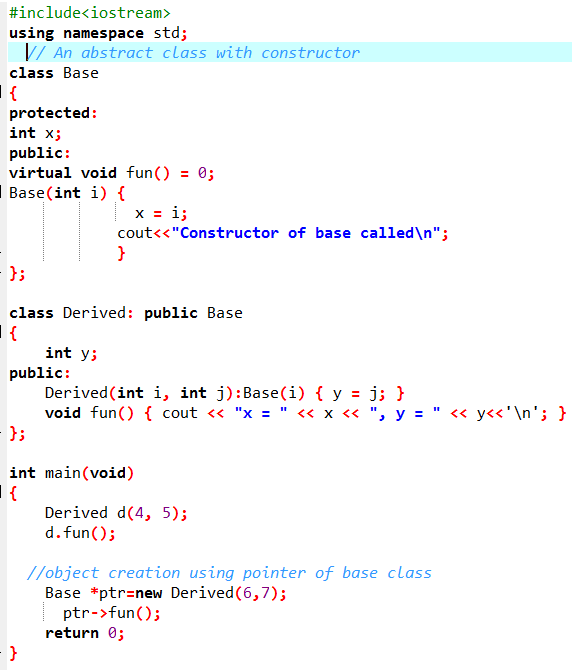 #include<iostream>
using namespace std;
// An abstract class with constructor
class Base
{
protected:
int x;
public:
virtual void fun() = 0;
Base(int i) {
x = i;
cout<<"Constructor of base called\n";
}
};
class Derived: public Base
{
int y;
public:
Derived(int i, int j):Base(i) { y = j; }
void fun() { cout << "x = " << x << ", y = " << y<<'\n'; }
};
int main(void)
{
Derived d(4, 5);
d.fun();
//object creation using pointer of base class
Base *ptr=new Derived(6,7);
ptr->fun();
return 0;
}